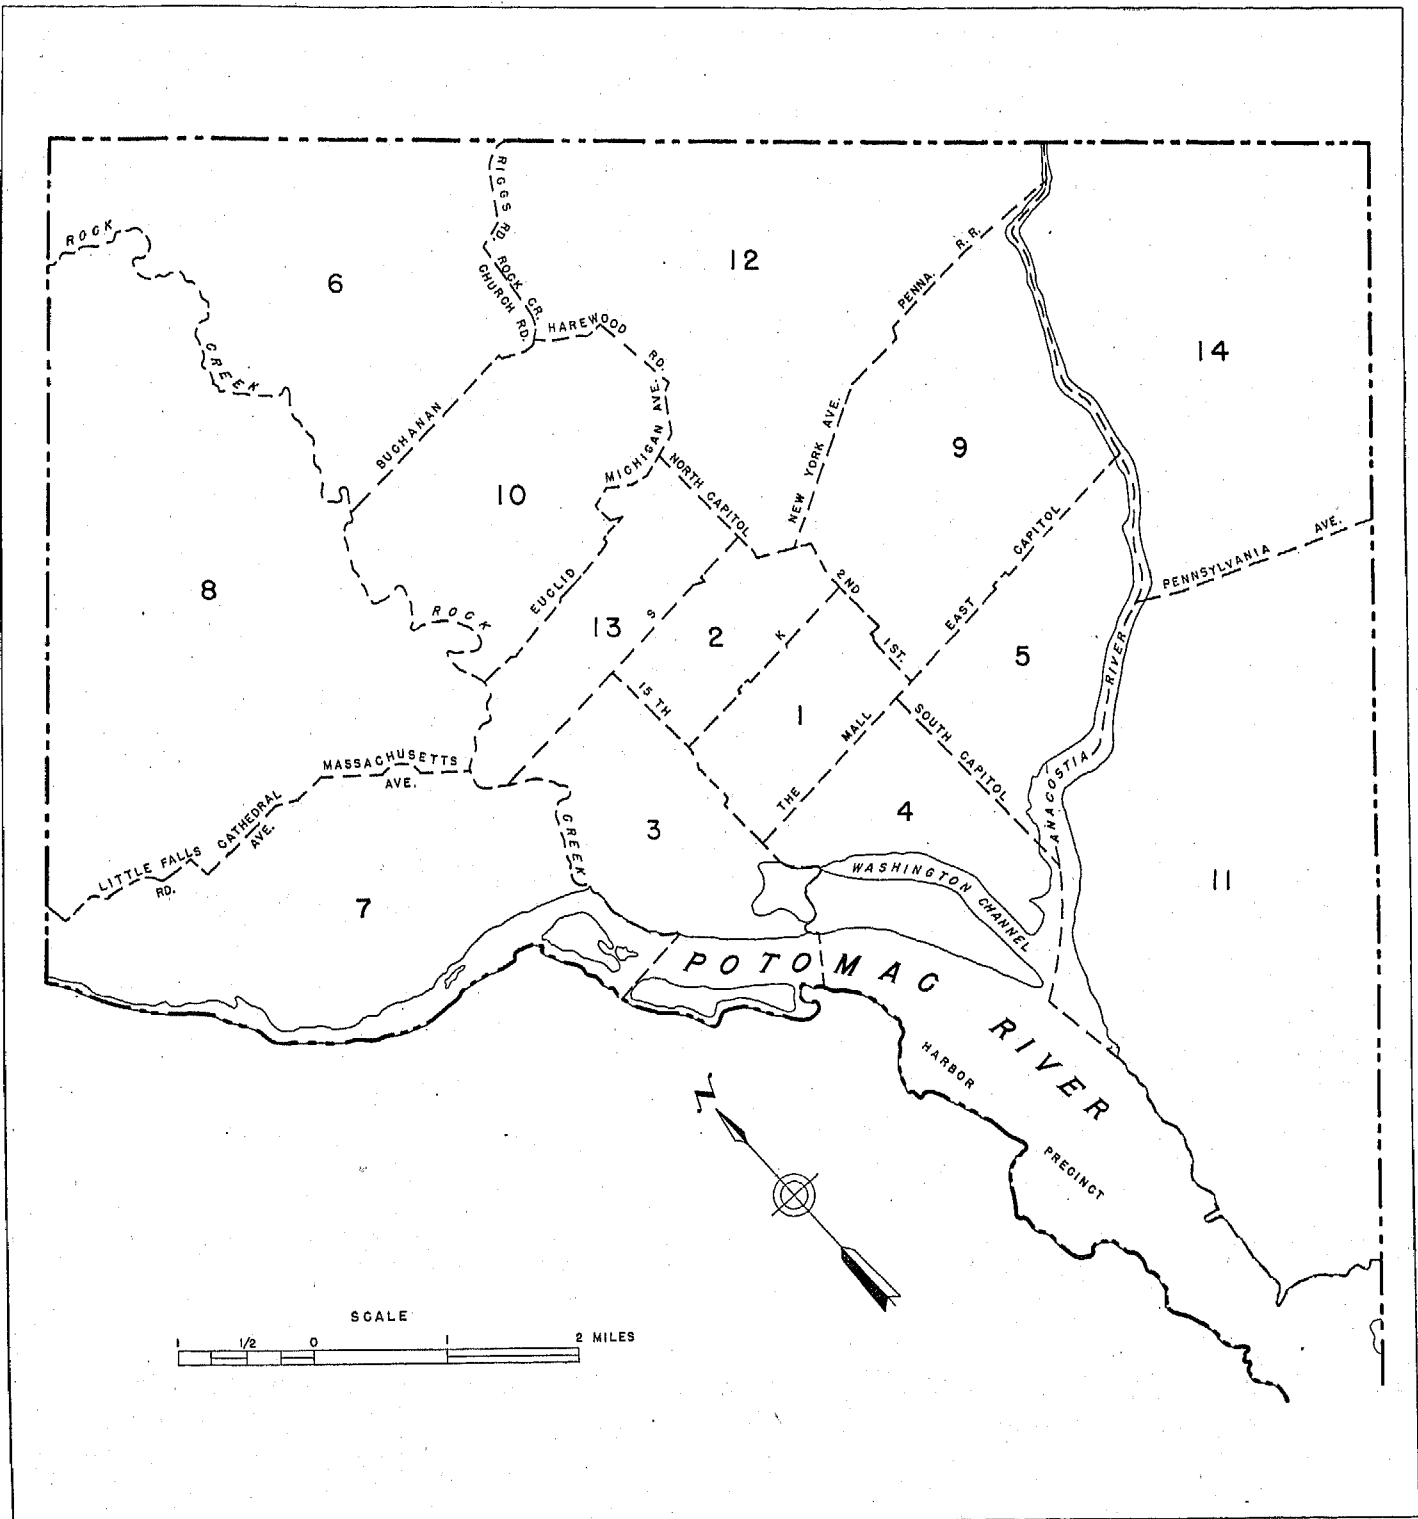 ROCK
CREEK
6
RIGGS RD.
ROCK CR.
CHURCH RD.
12
HAREWOOD
RD.
PENNA. R.R.
14
BUCHANAN
10
MICHIGAN AVE.
NORTH CAPITOL
NEW YORK AVE.
9
EAST CAPITOL
PENNSYLVANIA AVE.
8
ROCK
EUCLID
13
S
2
K
2ND
1ST.
5
15 TH
1
THE MALL
SOUTH CAPITOL
ANACOSTIA RIVER
MASSACHUSETTS
AVE.
LITTLE FALLS
RD.
CATHEDRAL
AVE.
CREEK
3
4
11
7
WASHINGTON CHANNEL
POTOMAC RIVER
HARBOR
PRECINCT
N
SCALE
1 1/2 0 1 2 MILES